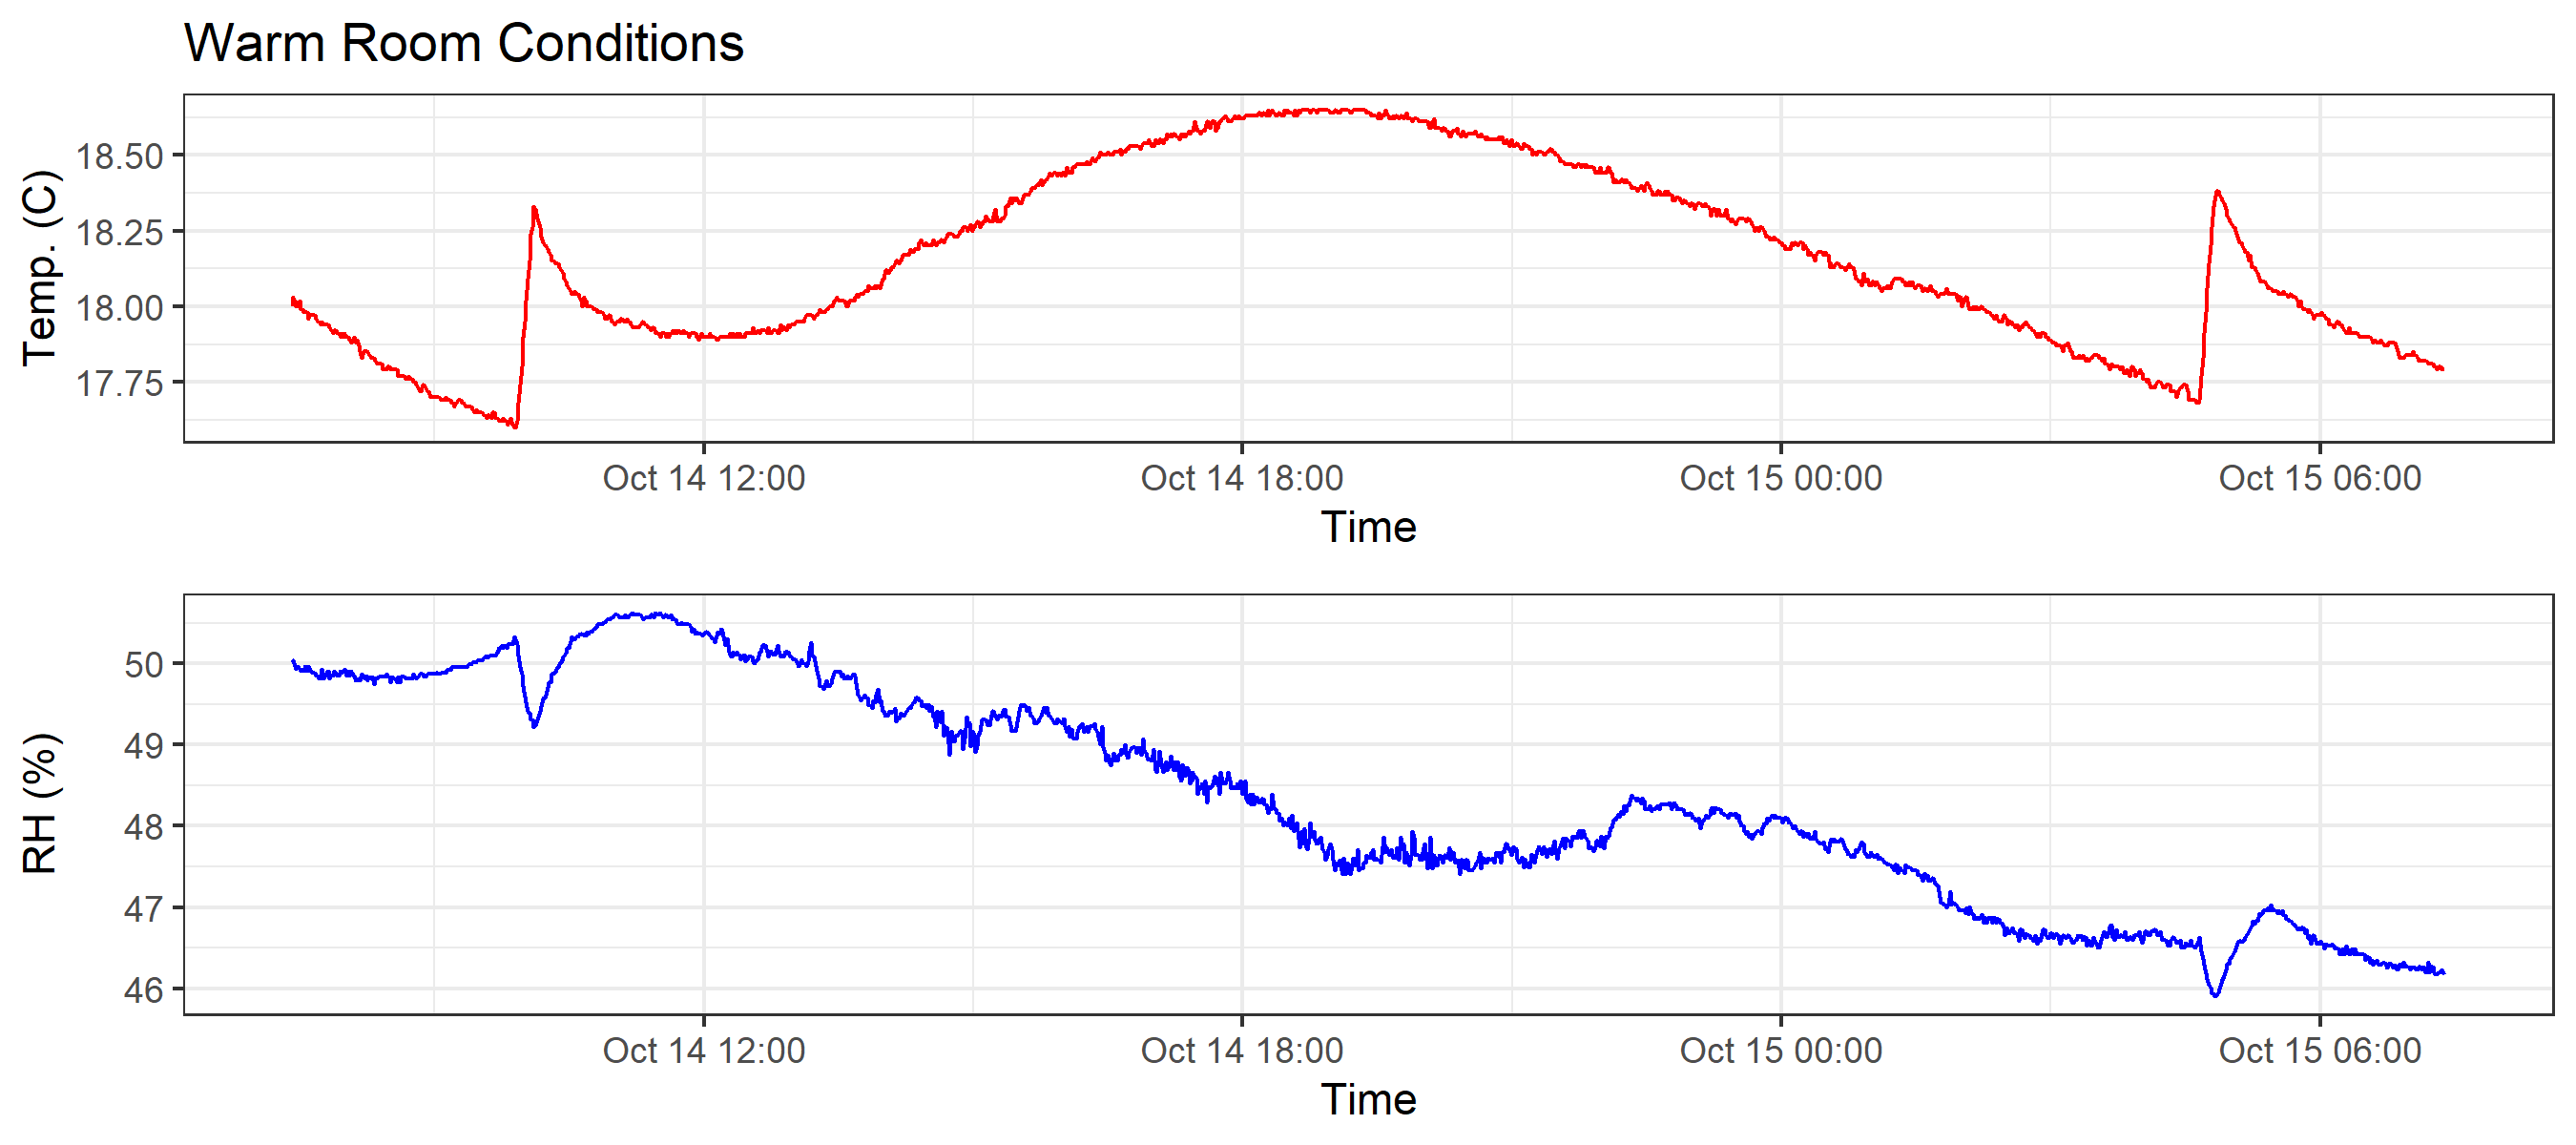 Warm Room Conditions
Temp. (C)
18.50
18.25
18.00
17.75
Oct 14 12:00 Oct 14 18:00 Oct 15 00:00 Oct 15 06:00
Time
RH (%)
50
49
48
47
46
Oct 14 12:00 Oct 14 18:00 Oct 15 00:00 Oct 15 06:00
Time